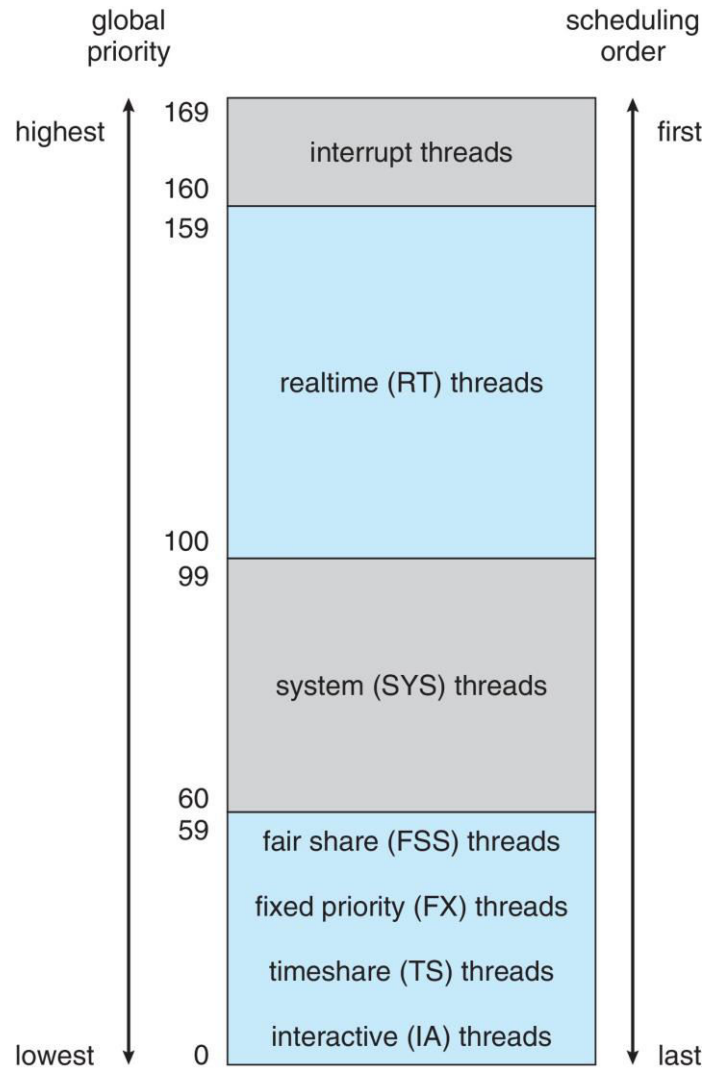 global
priority
scheduling
order
highest
169
interrupt threads
first
160
159
realtime (RT) threads
100
99
system (SYS) threads
60
59
fair share (FSS) threads
fixed priority (FX) threads
timeshare (TS) threads
interactive (IA) threads
lowest
0
last